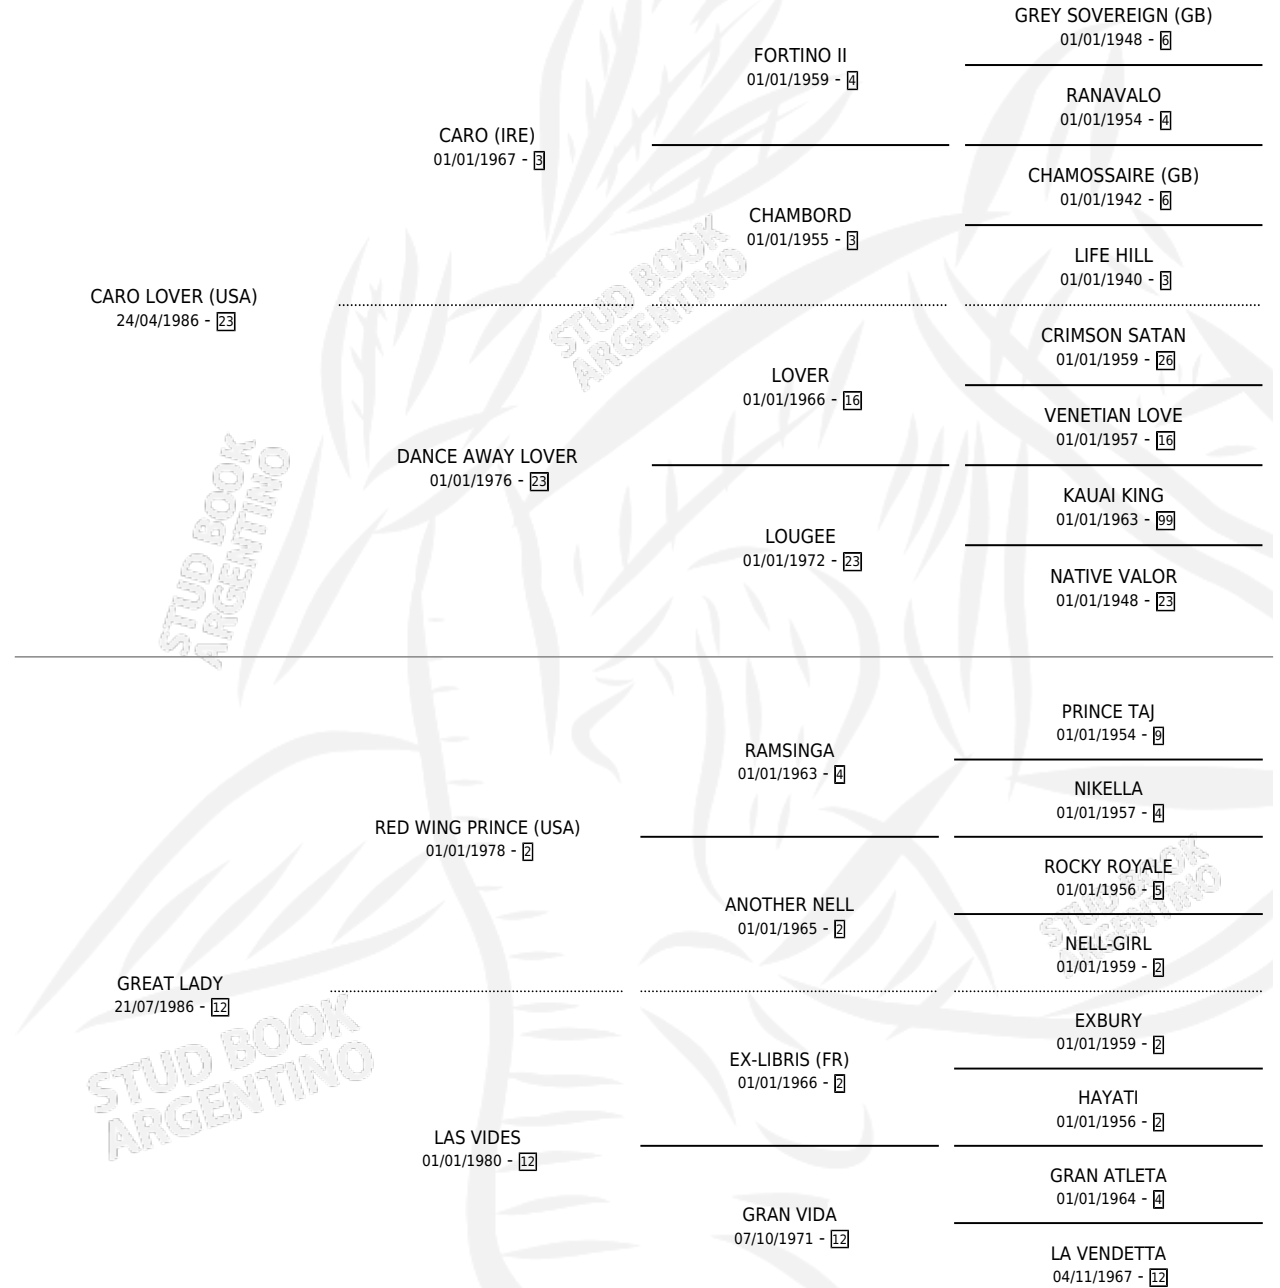 GREY SOVEREIGN (GB)
01/01/1948 - 6
FORTINO II
01/01/1959 - 4
RANAVALO
01/01/1954 - 4
CARO (IRE)
01/01/1967 - 3
CHAMOSSAIRE (GB)
01/01/1942 - 6
CHAMBORD
01/01/1955 - 3
LIFE HILL
01/01/1940 - 3
CARO LOVER (USA)
24/04/1986 - 23
STUD BOOK
ARGENTINO
CRIMSON SATAN
01/01/1959 - 26
LOVER
01/01/1966 - 16
VENETIAN LOVE
01/01/1957 - 16
DANCE AWAY LOVER
01/01/1976 - 23
KAUAI KING
01/01/1963 - 99
LOUGEE
01/01/1972 - 23
NATIVE VALOR
01/01/1948 - 23
STUD BOOK
ARGENTINO
PRINCE TAJ
01/01/1954 - 9
RAMSINGA
01/01/1963 - 4
NIKELLA
01/01/1957 - 4
RED WING PRINCE (USA)
01/01/1978 - 2
ROCKY ROYALE
01/01/1956 - 5
ANOTHER NELL
01/01/1965 - 2
NELL-GIRL
01/01/1959 - 2
STUD BOOK
ARGENTINO
GREAT LADY
21/07/1986 - 12
STUD BOOK
ARGENTINO
EXBURY
01/01/1959 - 2
EX-LIBRIS (FR)
01/01/1966 - 2
HAYATI
01/01/1956 - 2
LAS VIDES
01/01/1980 - 12
GRAN ATLETA
01/01/1964 - 4
GRAN VIDA
07/10/1971 - 12
LA VENDETTA
04/11/1967 - 12